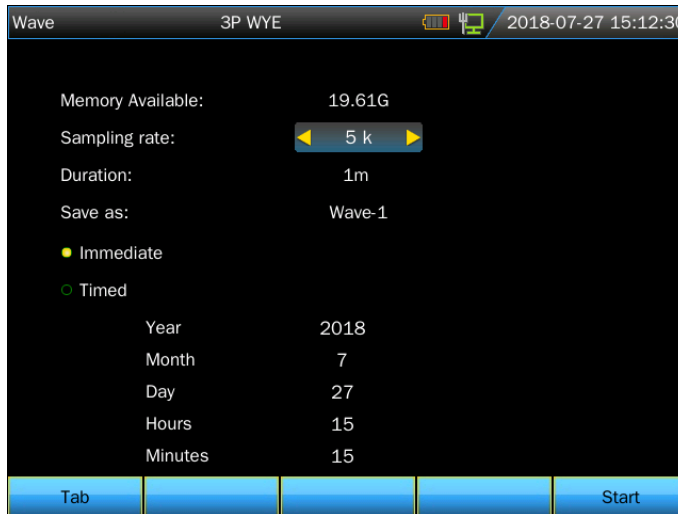 Wave 3P WYE 2018-07-27 15:12:30
Memory Available: 19.61G
Sampling rate: 5 k
Duration: 1m
Save as: Wave-1
Immediate
Timed
Year 2018
Month 7
Day 27
Hours 15
Minutes 15
Tab Start